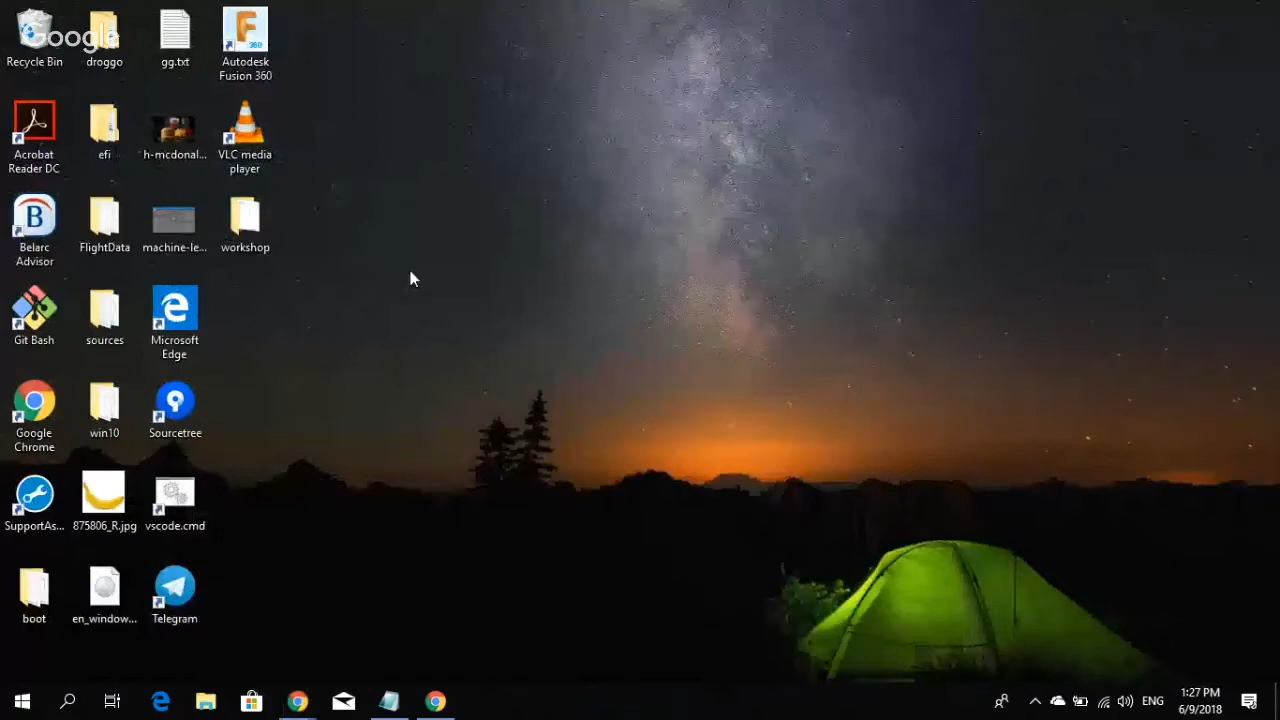 Google
Recycle Bin
droggo
gg.txt
Autodesk
Fusion 360
Acrobat
Reader DC
efi
h-mcdonal...
VLC media
player
Belarc
Advisor
FlightData
machine-le...
workshop
Git Bash
sources
Microsoft
Edge
Google
Chrome
win10
Sourcetree
SupportAs...
875806_R.jpg
vscode.cmd
boot
en_window...
Telegram
ENG
1:27 PM
6/9/2018